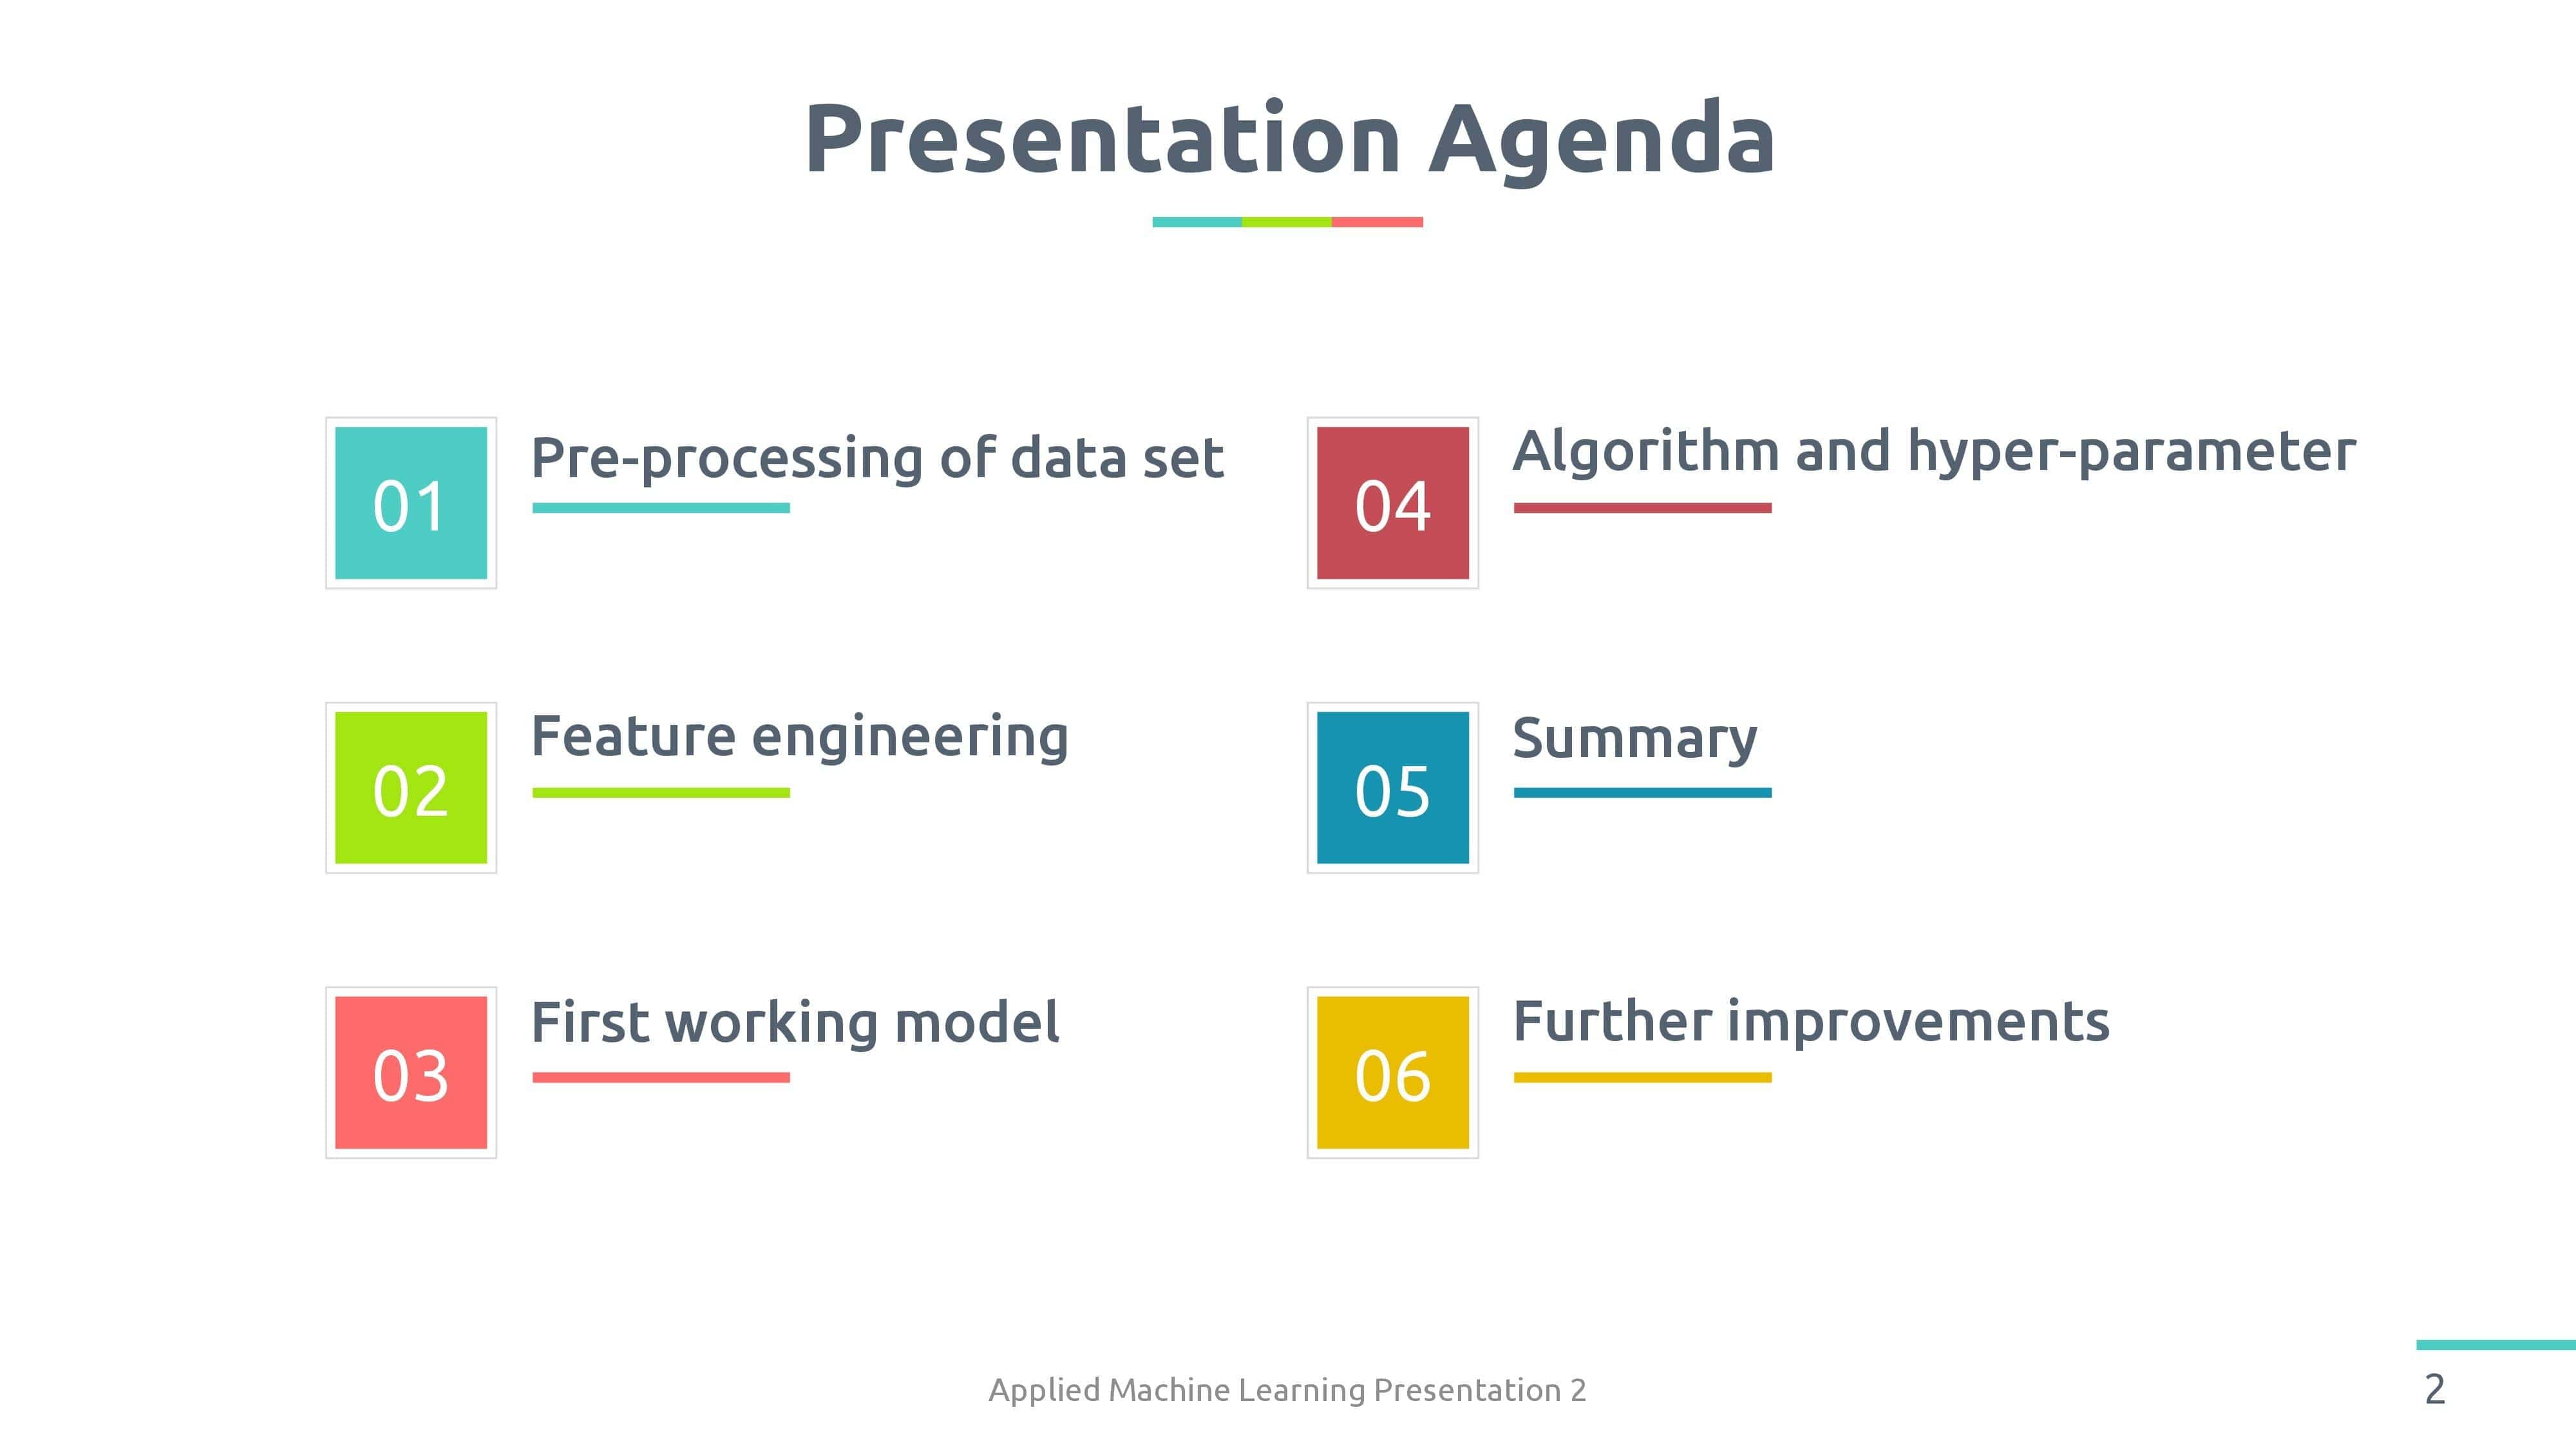 Presentation Agenda
01
Pre-processing of data set
02
Feature engineering
03
First working model
04
Algorithm and hyper-parameter
05
Summary
06
Further improvements
Applied Machine Learning Presentation 2
2